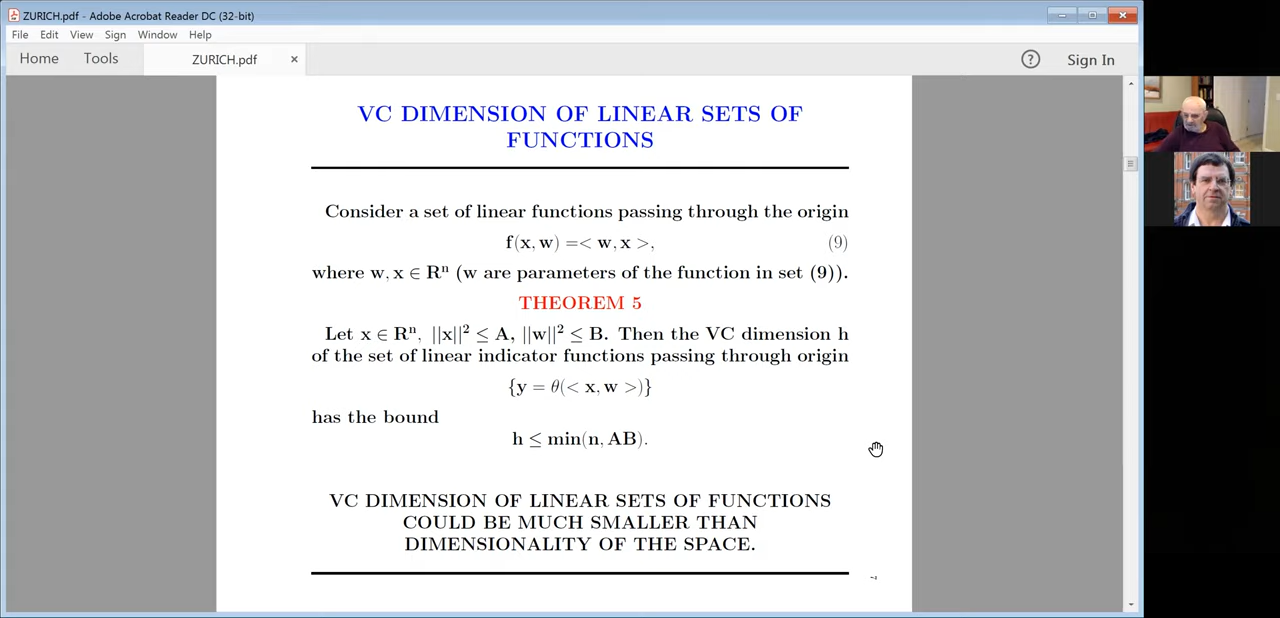 ZURICH.pdf - Adobe Acrobat Reader DC (32-bit)
File Edit View Sign Window Help
Home Tools ZURICH.pdf × ? Sign In
VC DIMENSION OF LINEAR SETS OF
FUNCTIONS
Consider a set of linear functions passing through the origin
f(x, w) =< w, x >, (9)
where w, x ∈ Rⁿ (w are parameters of the function in set (9)).
THEOREM 5
Let x ∈ Rⁿ, ||x||² ≤ A, ||w||² ≤ B. Then the VC dimension h
of the set of linear indicator functions passing through origin
{y = θ(< x, w >)}
has the bound
h ≤ min(n, AB).
VC DIMENSION OF LINEAR SETS OF FUNCTIONS
COULD BE MUCH SMALLER THAN
DIMENSIONALITY OF THE SPACE.